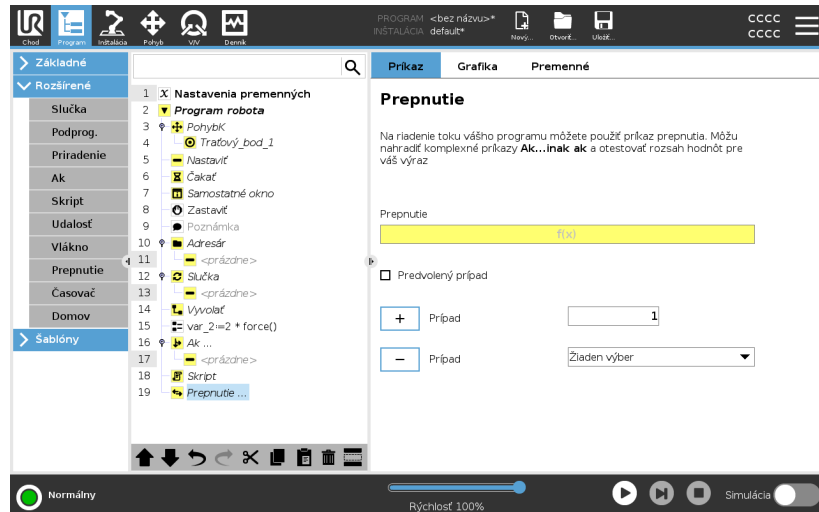 PROGRAM <bez názvu>*
INŠTALÁCIA default*
CCCC
CCCC
Chod
Program
Inštalácia
Pohyb
V/V
Denník
Nový...
Otvoriť...
Uložiť...
Základné
Rozšírené
Slučka
Podprog.
Priradenie
Ak
Skript
Udalosť
Vlákno
Prepnutie
Časovač
Domov
Šablóny
1 X Nastavenia premenných
2 Program robota
3 PohybK
4 Traťový_bod_1
5 Nastaviť
6 Čakať
7 Samostatné okno
8 Zastaviť
9 Poznámka
10 Adresár
11 <prázdne>
12 Slučka
13 <prázdne>
14 Vyvolať
15 var_2≔2 * force()
16 Ak ...
17 <prázdne>
18 Skript
19 Prepnutie ...
Príkaz Grafika Premenné
Prepnutie
Na riadenie toku vášho programu môžete použiť príkaz prepnutia. Môžu
nahradiť komplexné príkazy Ak...inak ak a otestovať rozsah hodnôt pre
váš výraz
Prepnutie
f(x)
Predvolený prípad
+ Prípad 1
− Prípad Žiaden výber
Normálny
Rýchlosť 100%
Simulácia